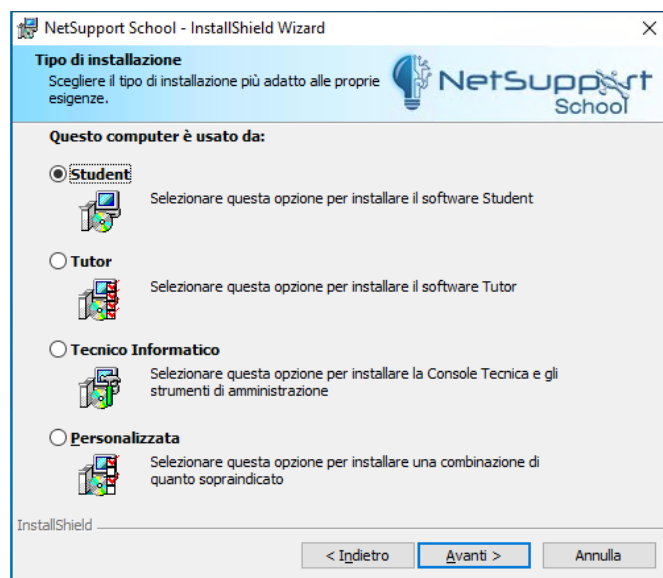 NetSupport School - InstallShield Wizard
Tipo di installazione
Scegliere il tipo di installazione più adatto alle proprie
esigenze.
NetSupport
School
Questo computer è usato da:
Student
Selezionare questa opzione per installare il software Student
Tutor
Selezionare questa opzione per installare il software Tutor
Tecnico Informatico
Selezionare questa opzione per installare la Console Tecnica e gli
strumenti di amministrazione
Personalizzata
Selezionare questa opzione per installare una combinazione di
quanto sopraindicato
InstallShield
< Indietro
Avanti >
Annulla